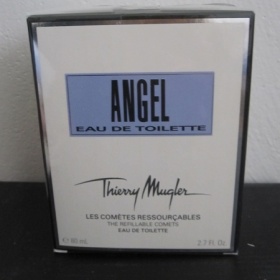 ANGEL
EAU DE TOILETTE
Thierry Mugler
LES COMÈTES RESSOURÇABLES
THE REFILLABLE COMETS
EAU DE TOILETTE
℮ 80 mL 2.7 fl. Oz